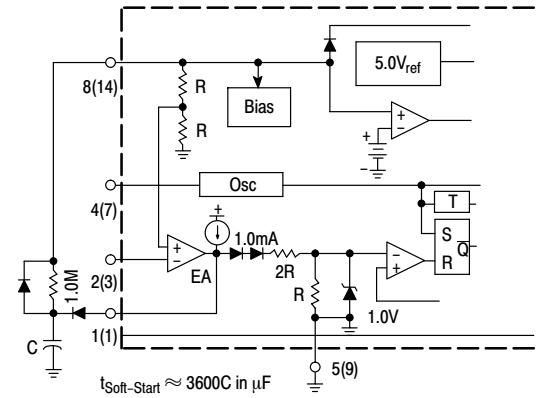 5.0Vref
8(14)
R
Bias
R
+
−
+
−
4(7)
Osc
T
+
S
Q
1.0mA
2(3)
+
−
EA
2R
−
+
R
R
1.0V
1.0M
1(1)
C
5(9)
tSoft−Start ≈ 3600C in µF